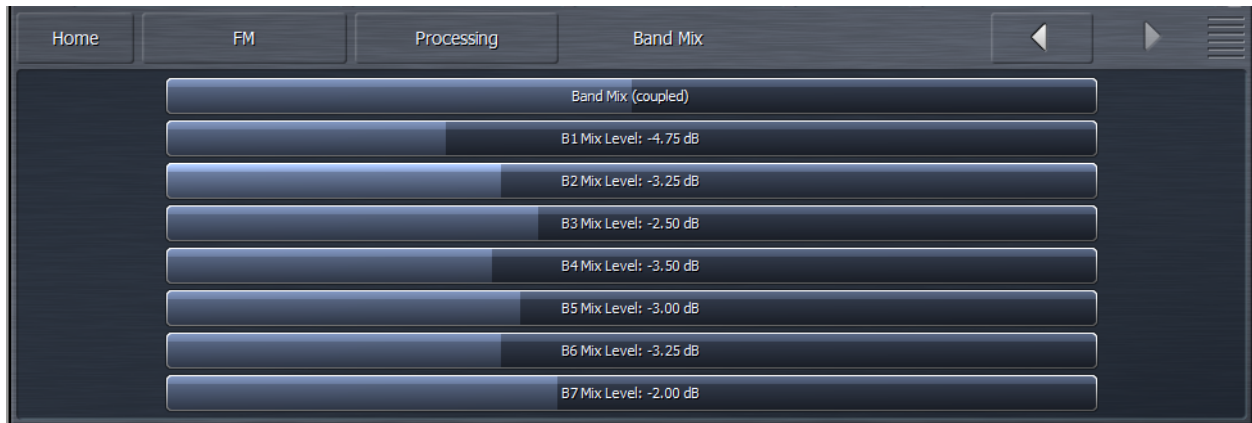 Home FM Processing Band Mix
Band Mix (coupled)
B1 Mix Level: -4.75 dB
B2 Mix Level: -3.25 dB
B3 Mix Level: -2.50 dB
B4 Mix Level: -3.50 dB
B5 Mix Level: -3.00 dB
B6 Mix Level: -3.25 dB
B7 Mix Level: -2.00 dB